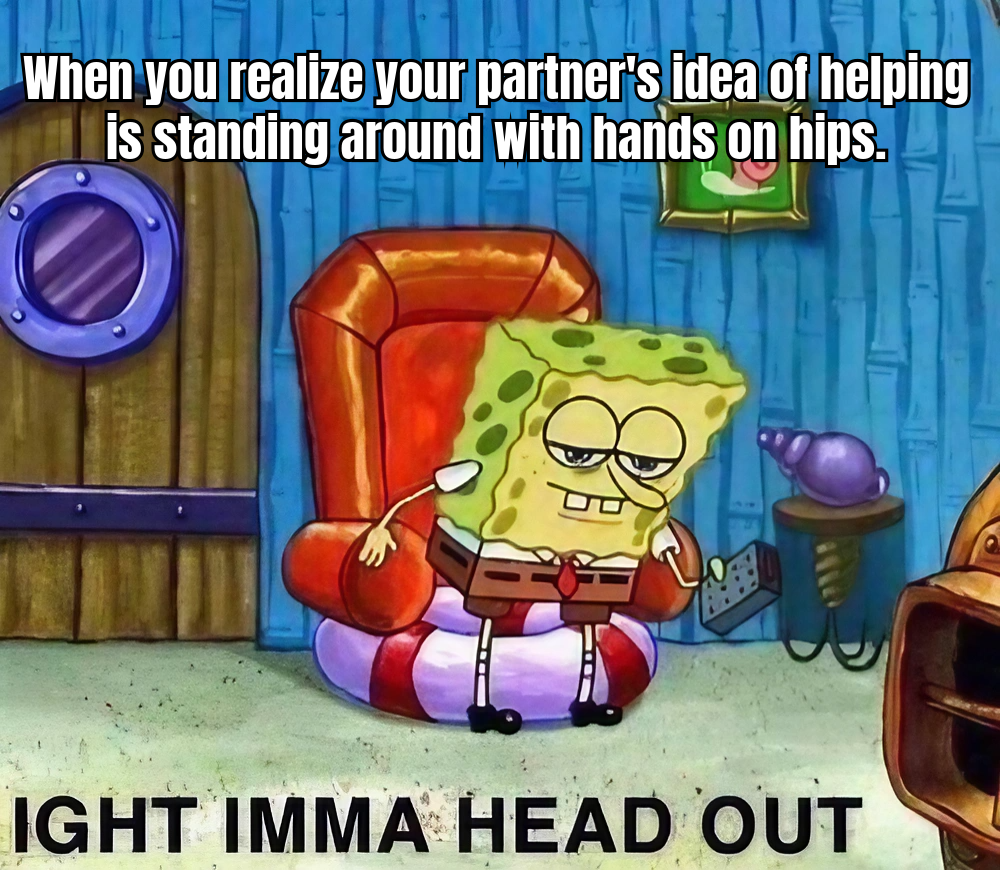 When you realize your partner's idea of helping
is standing around with hands on hips.
IGHT IMMA HEAD OUT